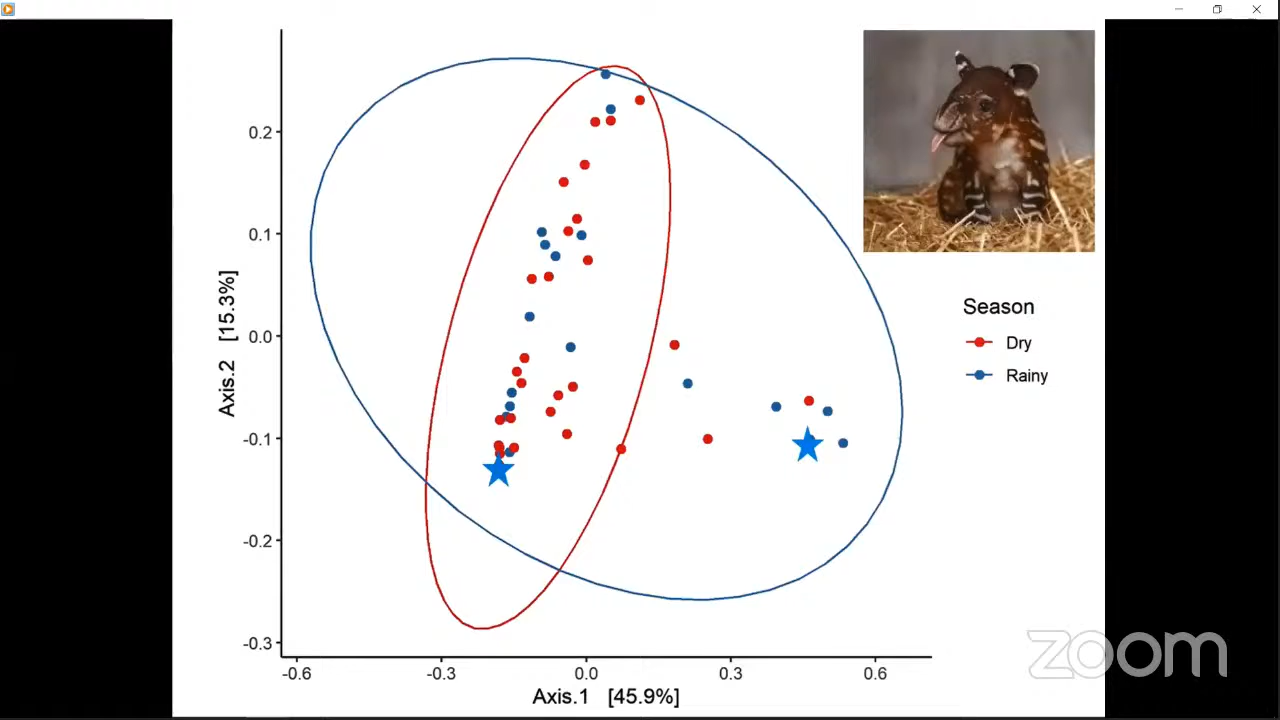 0.2
0.1
0.0
-0.1
-0.2
-0.3
Axis.2 [15.3%]
-0.6 -0.3 0.0 0.3 0.6
Axis.1 [45.9%]
Season
Dry
Rainy
zoom